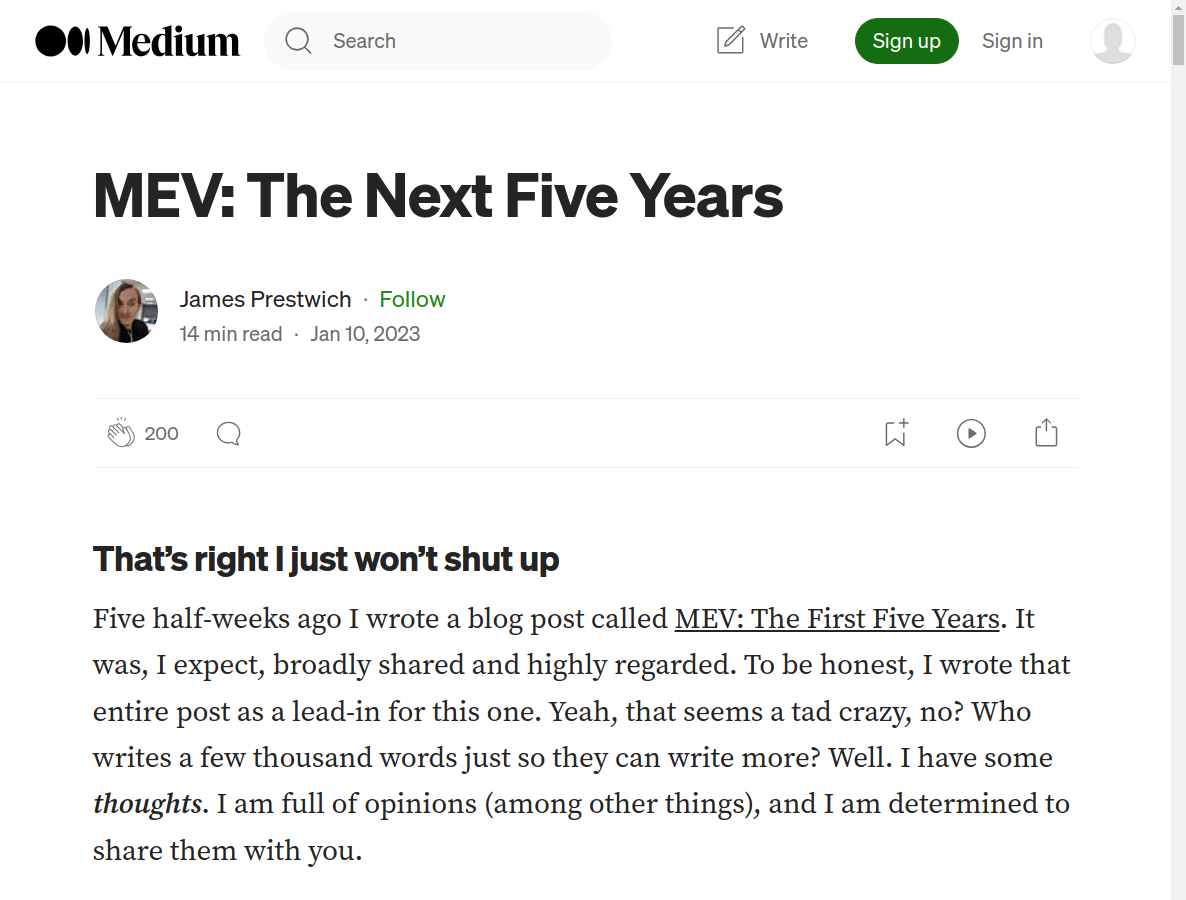 Medium
Search
Write
Sign up
Sign in
MEV: The Next Five Years
James Prestwich · Follow
14 min read · Jan 10, 2023
200
That’s right I just won’t shut up
Five half-weeks ago I wrote a blog post called MEV: The First Five Years. It
was, I expect, broadly shared and highly regarded. To be honest, I wrote that
entire post as a lead-in for this one. Yeah, that seems a tad crazy, no? Who
writes a few thousand words just so they can write more? Well. I have some
thoughts. I am full of opinions (among other things), and I am determined to
share them with you.